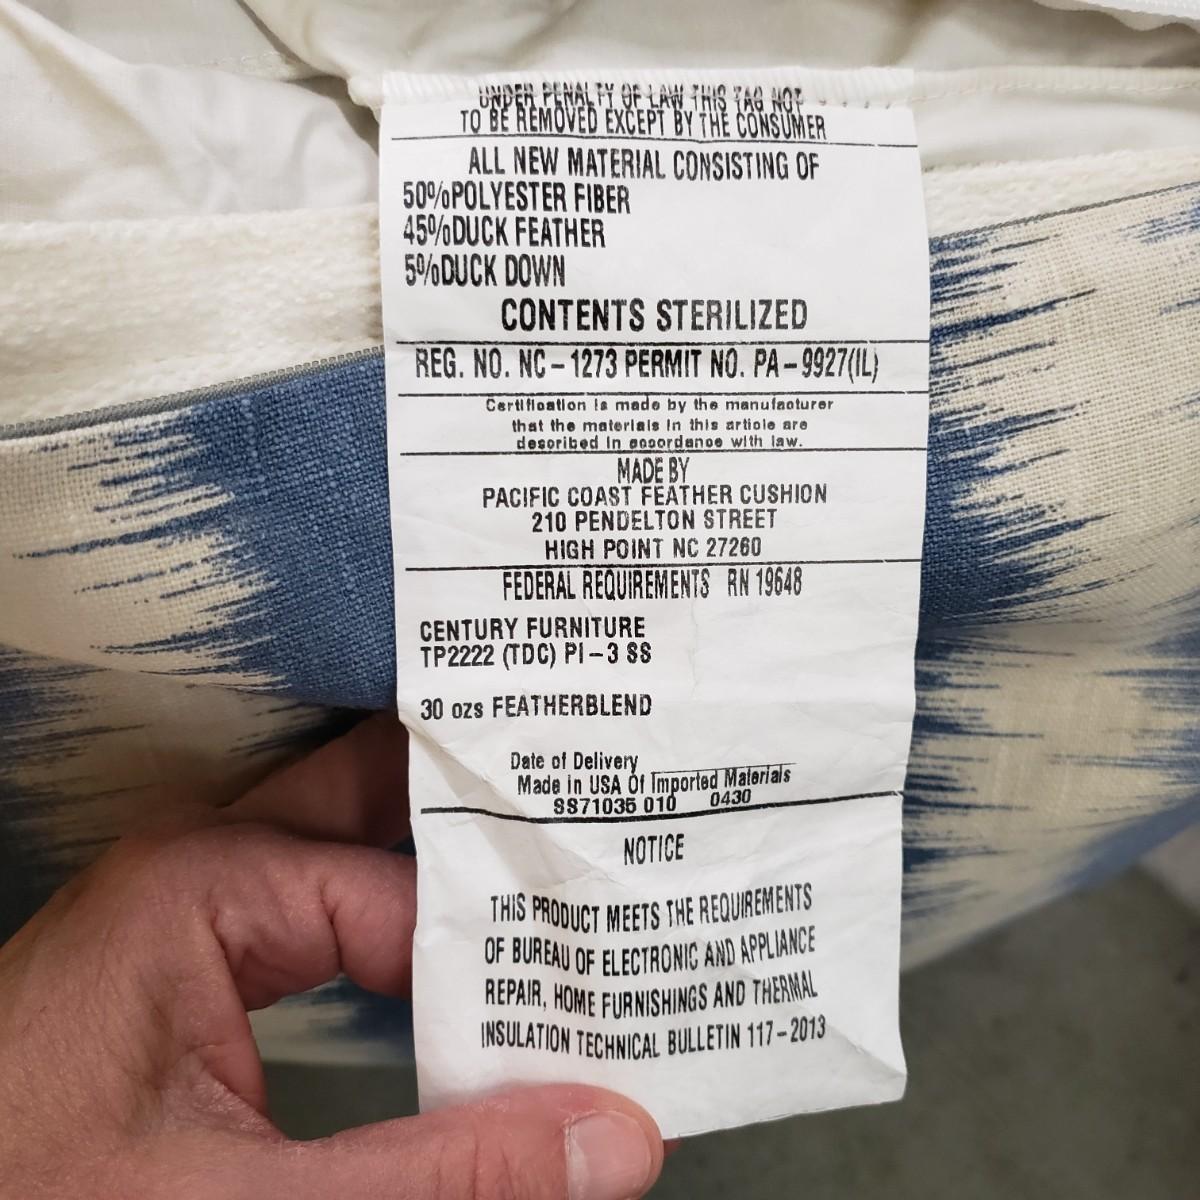 UNDER PENALTY OF LAW THIS TAG NOT
TO BE REMOVED EXCEPT BY THE CONSUMER
ALL NEW MATERIAL CONSISTING OF
50%POLYESTER FIBER
45%DUCK FEATHER
5%DUCK DOWN
CONTENTS STERILIZED
REG. NO. NC-1273 PERMIT NO. PA-9927(IL)
Certification is made by the manufacturer
that the materials in this article are
described in accordance with law.
MADE BY
PACIFIC COAST FEATHER CUSHION
210 PENDELTON STREET
HIGH POINT NC 27260
FEDERAL REQUIREMENTS RN 19648
CENTURY FURNITURE
TP2222 (TDC) PI-3 SS
30 ozs FEATHERBLEND
Date of Delivery
Made in USA Of Imported Materials
SS71035 010 0430
NOTICE
THIS PRODUCT MEETS THE REQUIREMENTS
OF BUREAU OF ELECTRONIC AND APPLIANCE
REPAIR, HOME FURNISHINGS AND THERMAL
INSULATION TECHNICAL BULLETIN 117-2013